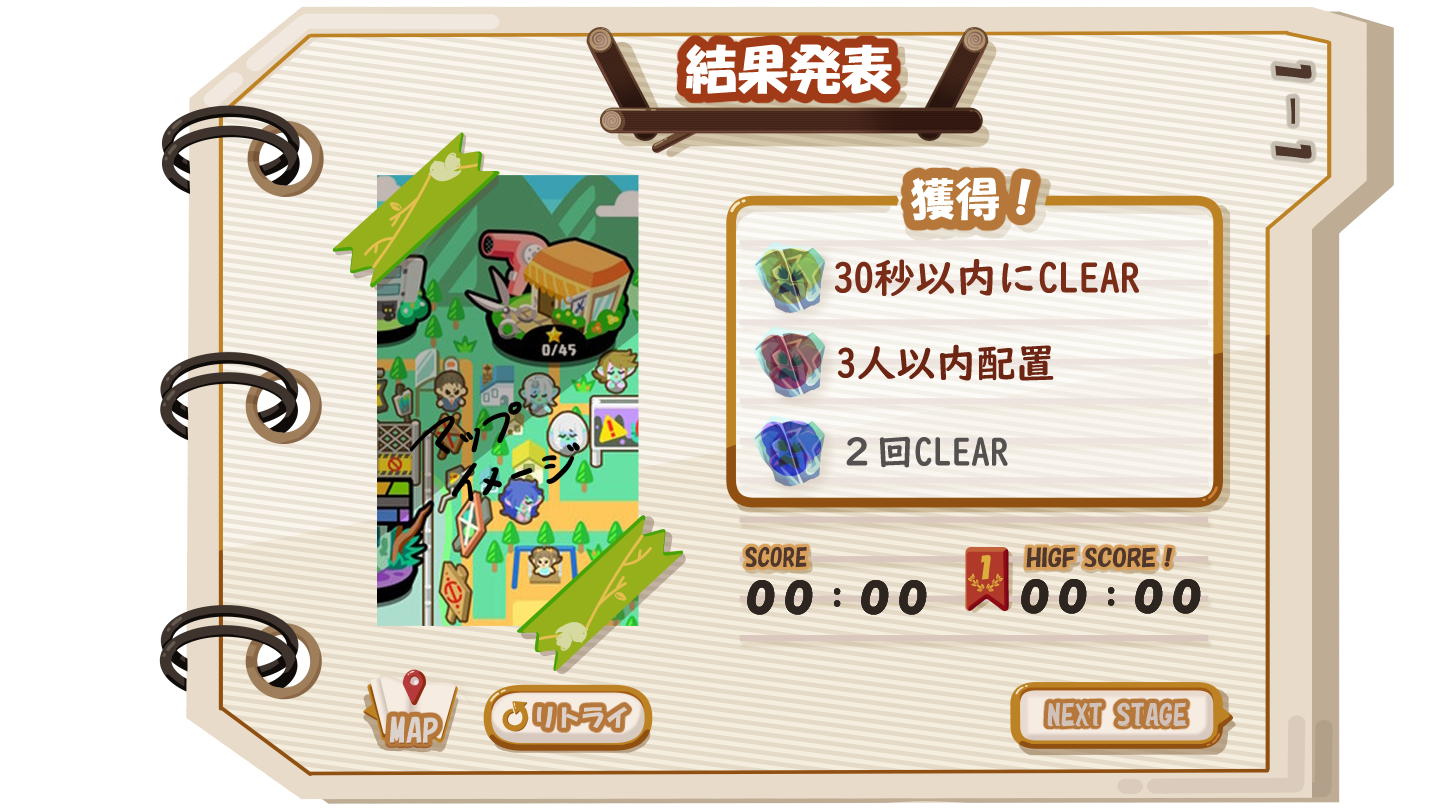 結果発表
1-1
獲得！
30秒以内にCLEAR
3人以内配置
２回CLEAR
0/45
マップ
イメージ
SCORE
00:00
1
HIGF SCORE！
00:00
MAP
リトライ
NEXT STAGE